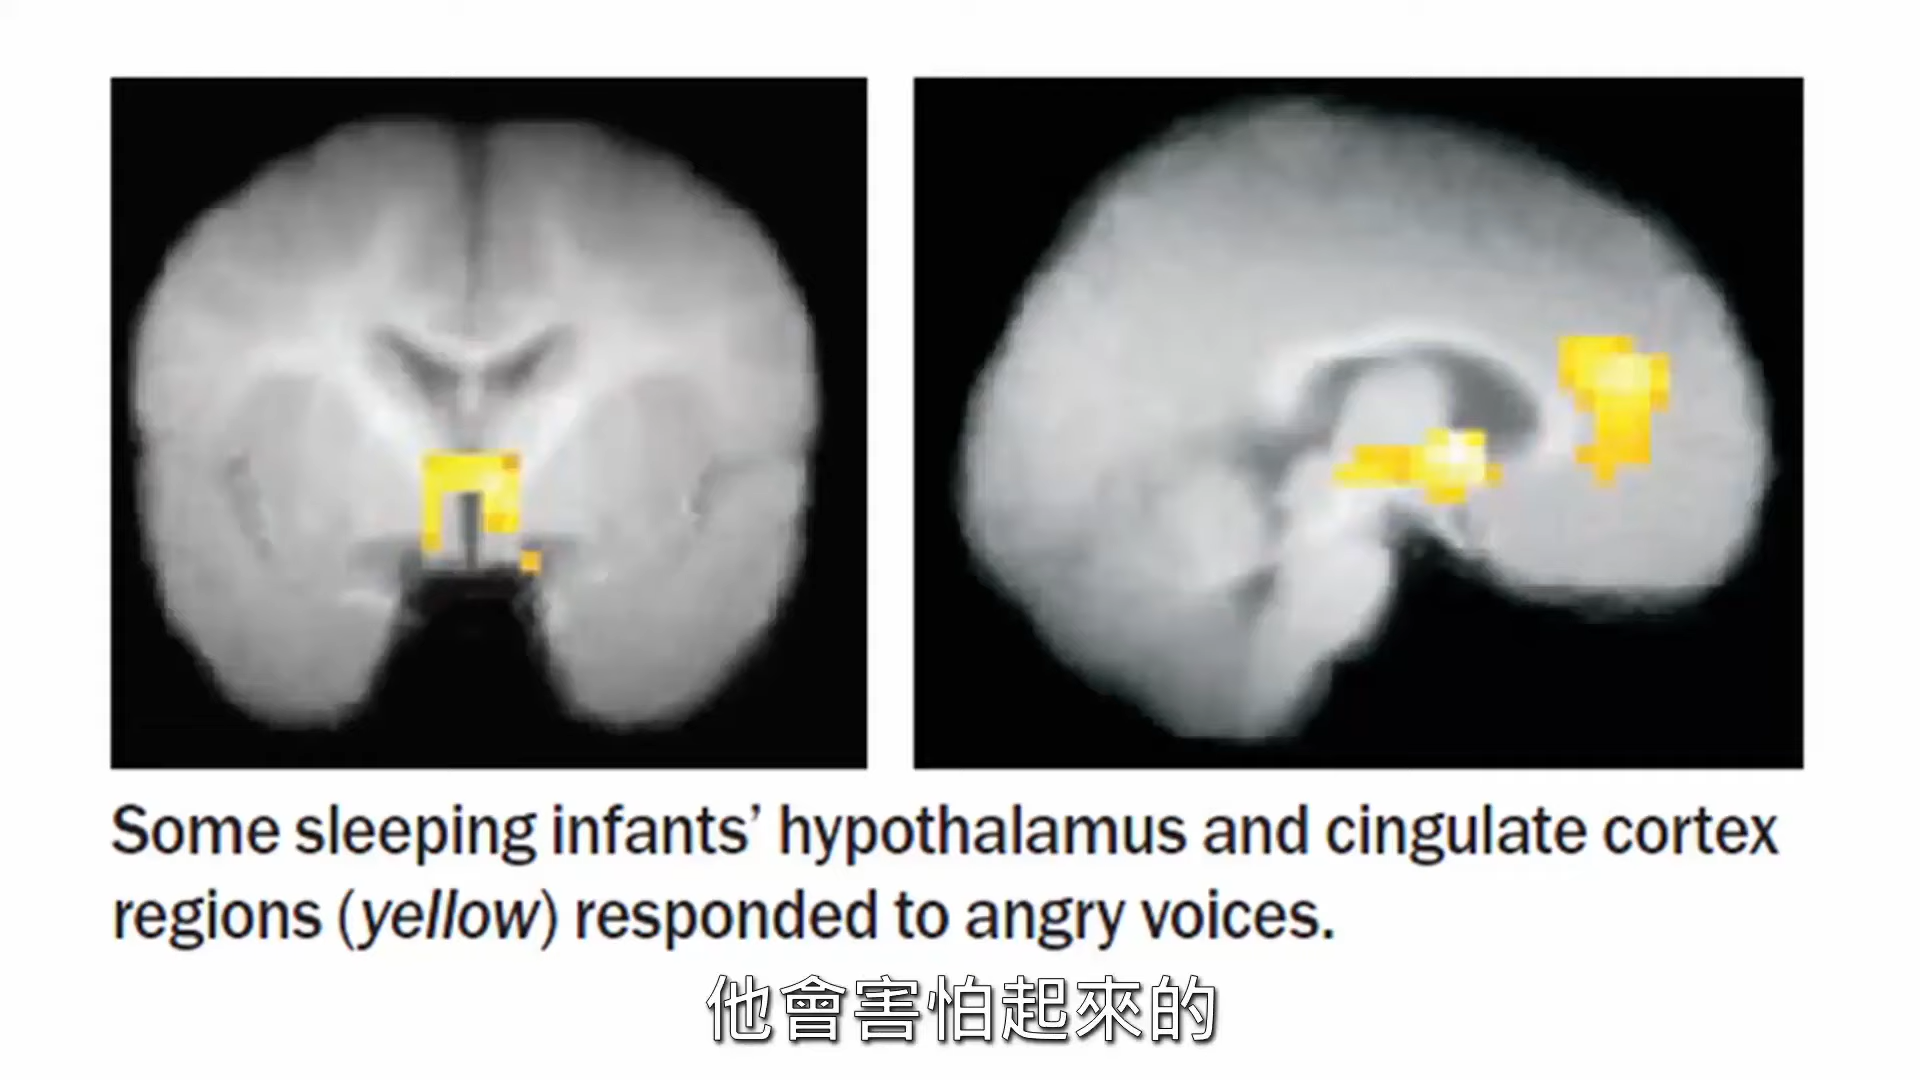 Some sleeping infants’ hypothalamus and cingulate cortex
regions (yellow) responded to angry voices.
他會害怕起來的